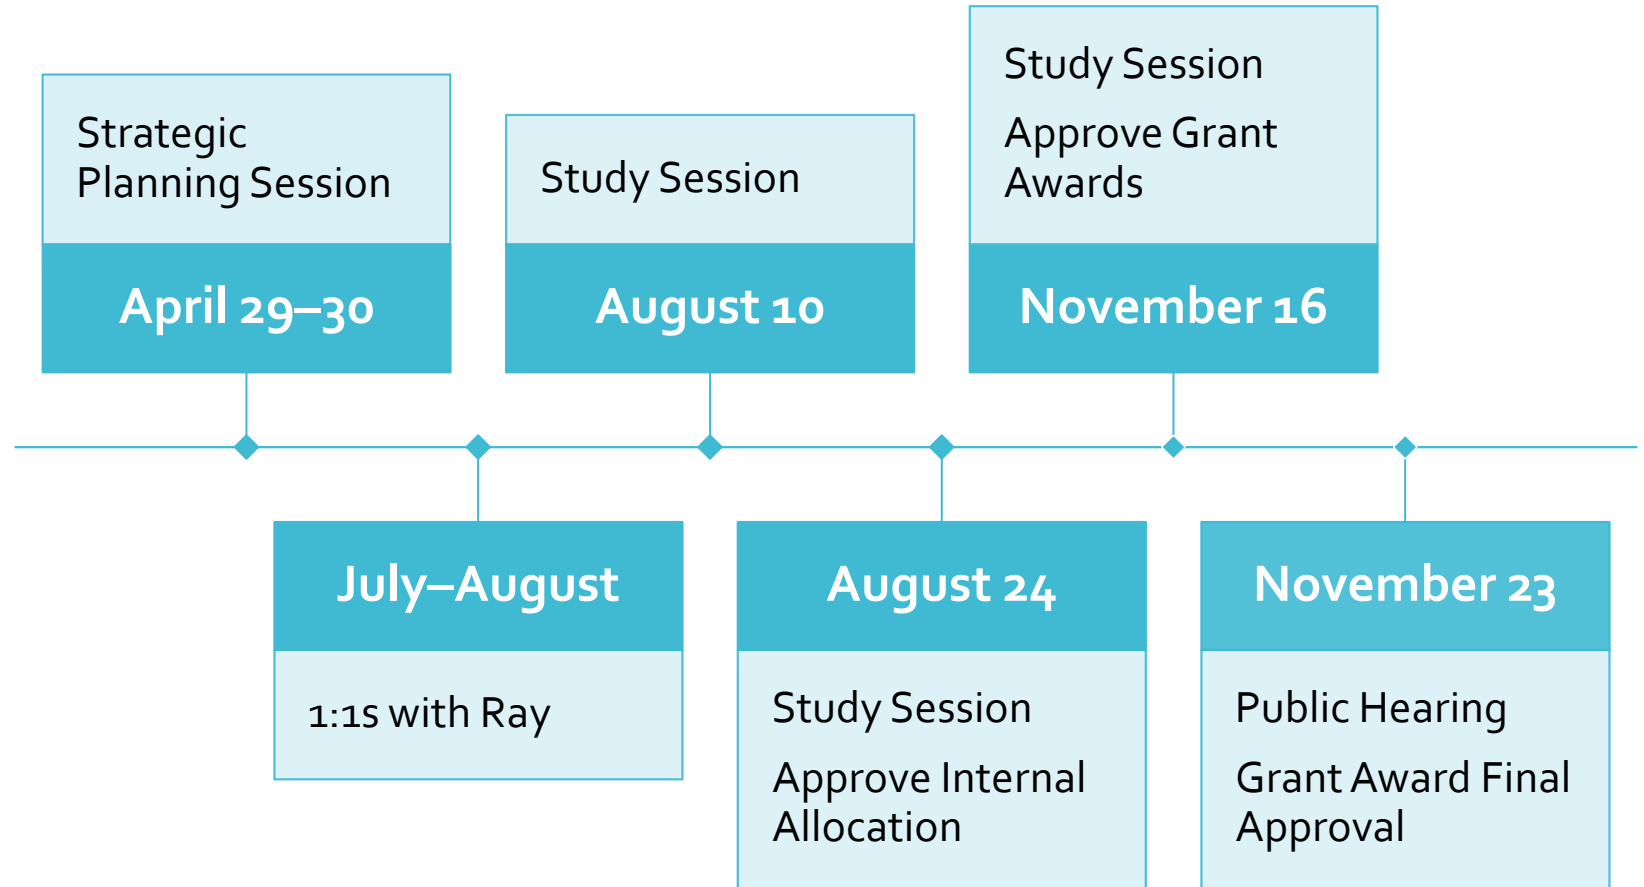 Strategic
Planning Session
April 29–30
July–August
1:1s with Ray
Study Session
August 10
August 24
Study Session
Approve Internal
Allocation
Study Session
Approve Grant
Awards
November 16
November 23
Public Hearing
Grant Award Final
Approval